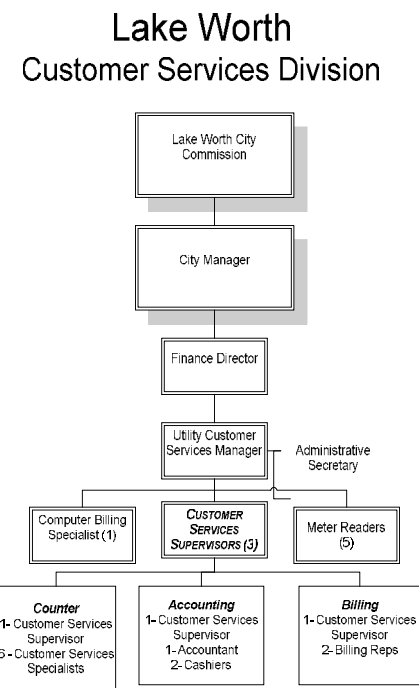 Lake Worth
Customer Services Division
Lake Worth City
Commission
City Manager
Finance Director
Utility Customer
Services Manager
Administrative
Secretary
Computer Billing
Specialist (1)
CUSTOMER
SERVICES
SUPERVISORS (3)
Meter Readers
(5)
Counter
1- Customer Services
Supervisor
6 - Customer Services
Specialists
Accounting
1- Customer Services
Supervisor
1- Accountant
2- Cashiers
Billing
1- Customer Services
Supervisor
2- Billing Reps